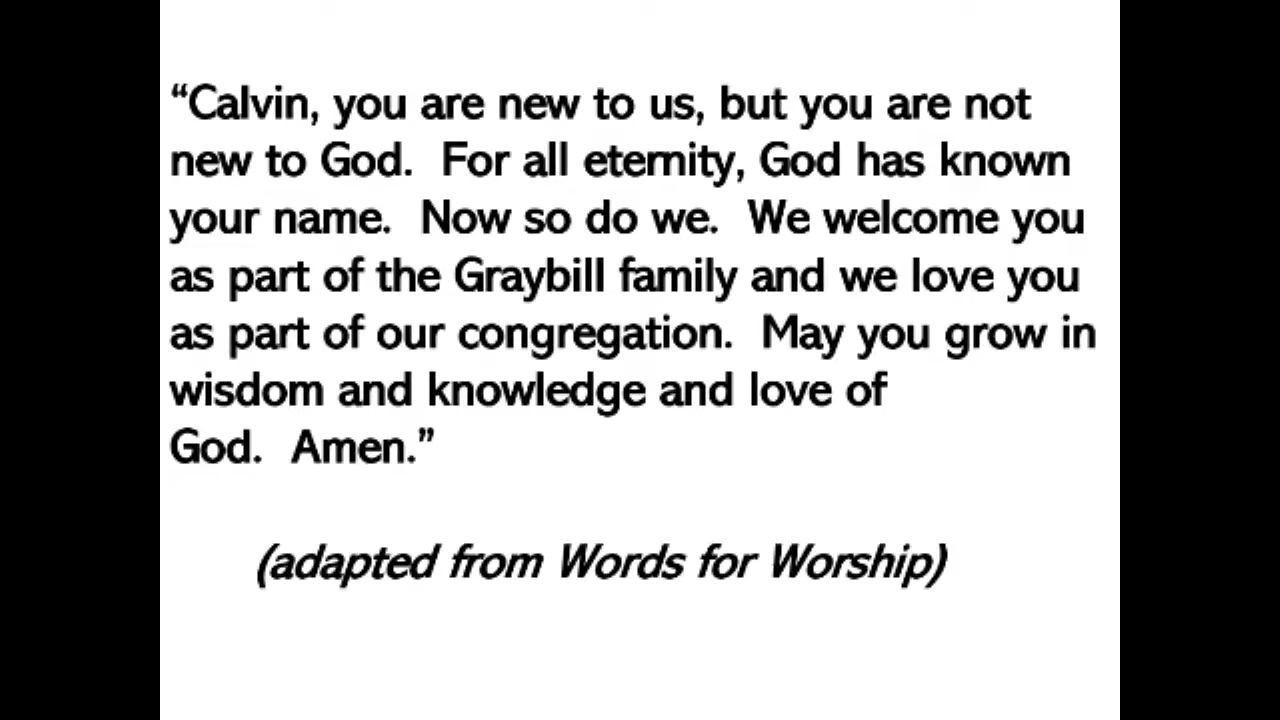 “Calvin, you are new to us, but you are not
new to God.  For all eternity, God has known
your name.  Now so do we.  We welcome you
as part of the Graybill family and we love you
as part of our congregation.  May you grow in
wisdom and knowledge and love of
God.  Amen.”
(adapted from Words for Worship)